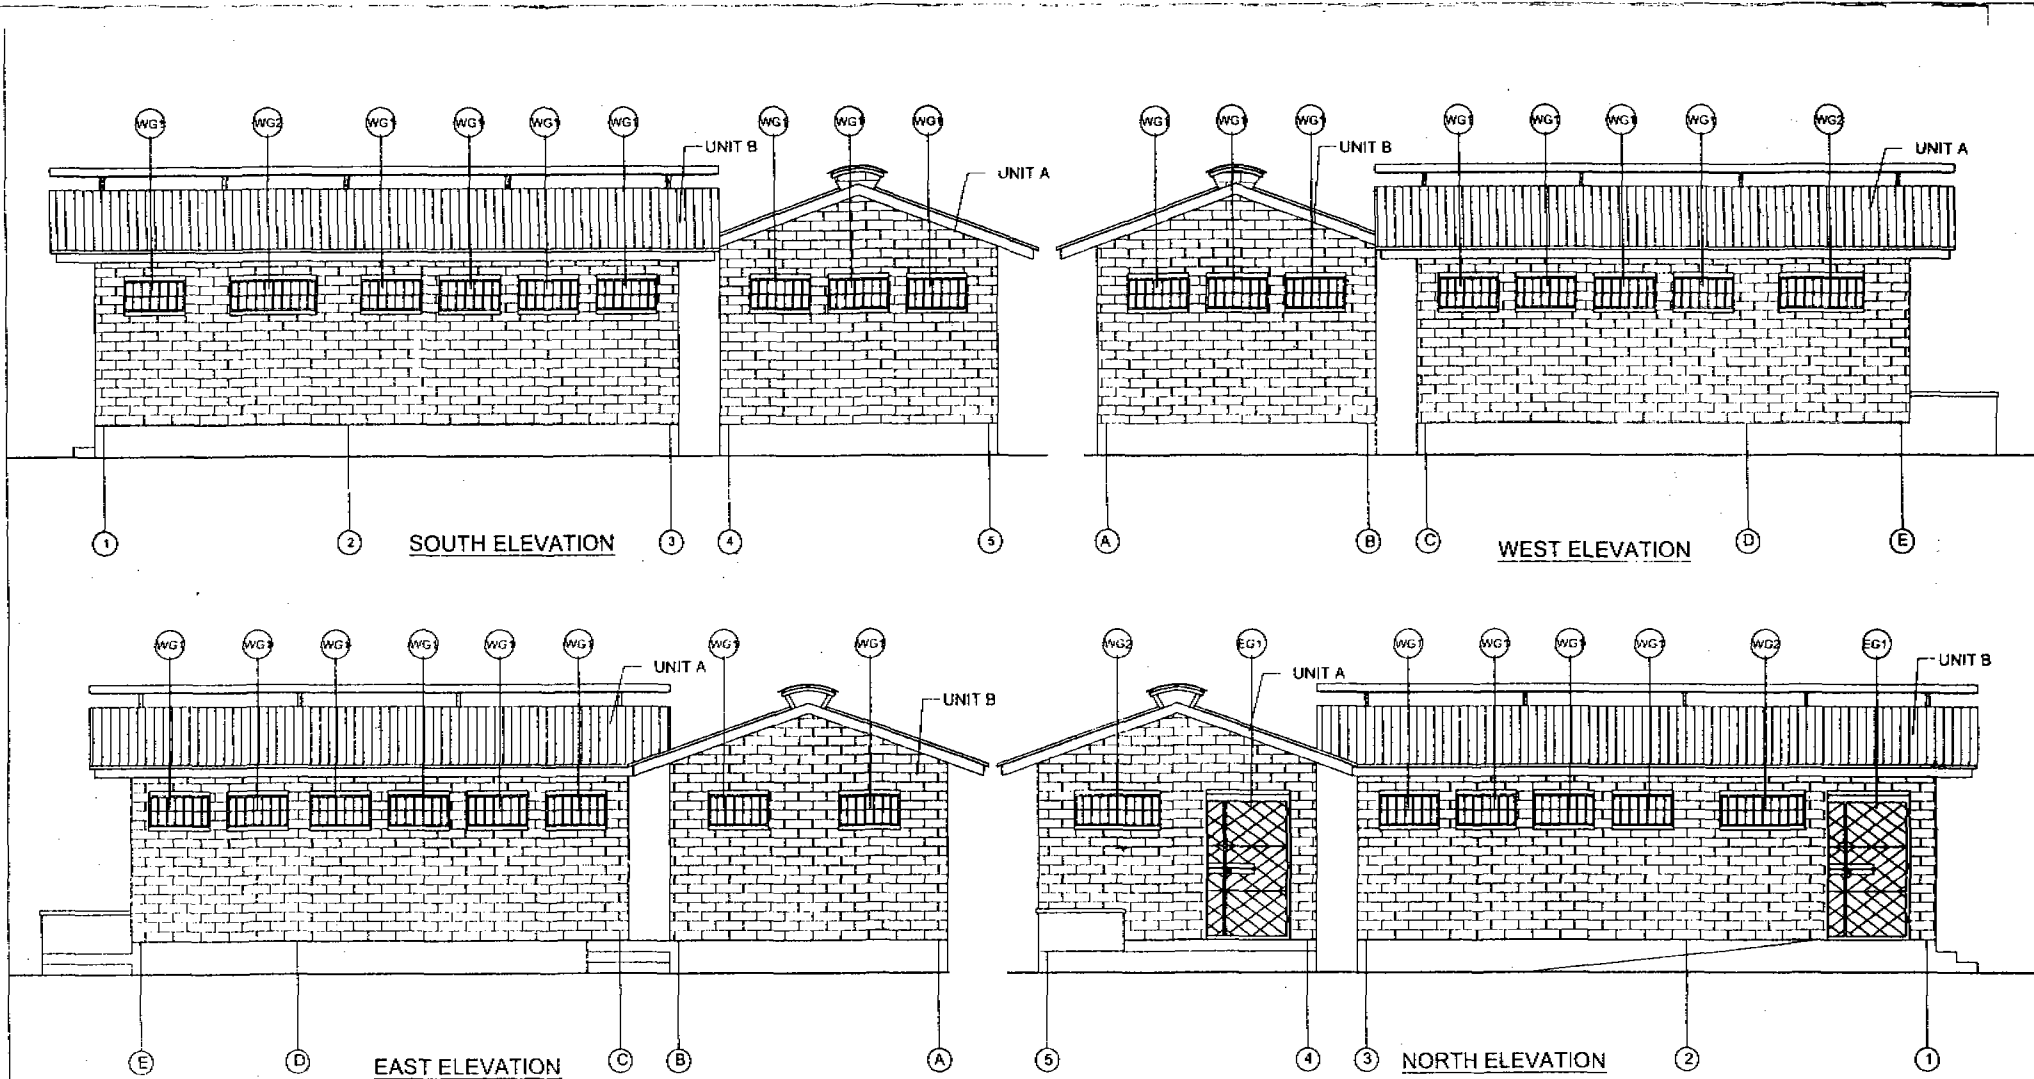 WG1 WG2 WG1 WG1 WG1 WG1 WG1 WG1 WG1
UNIT B
UNIT A
1 2 3 4 5
SOUTH ELEVATION
WG1 WG1 WG1 WG1 WG1 WG1 WG1 WG2
UNIT B
UNIT A
A B C D E
WEST ELEVATION
WG1 WG1 WG1 WG1 WG1 WG1 WG1 WG1
UNIT A
UNIT B
E D C B A
EAST ELEVATION
WG2 EG1 WG1 WG1 WG1 WG1 WG2 EG1
UNIT A
UNIT B
5 4 3 2 1
NORTH ELEVATION